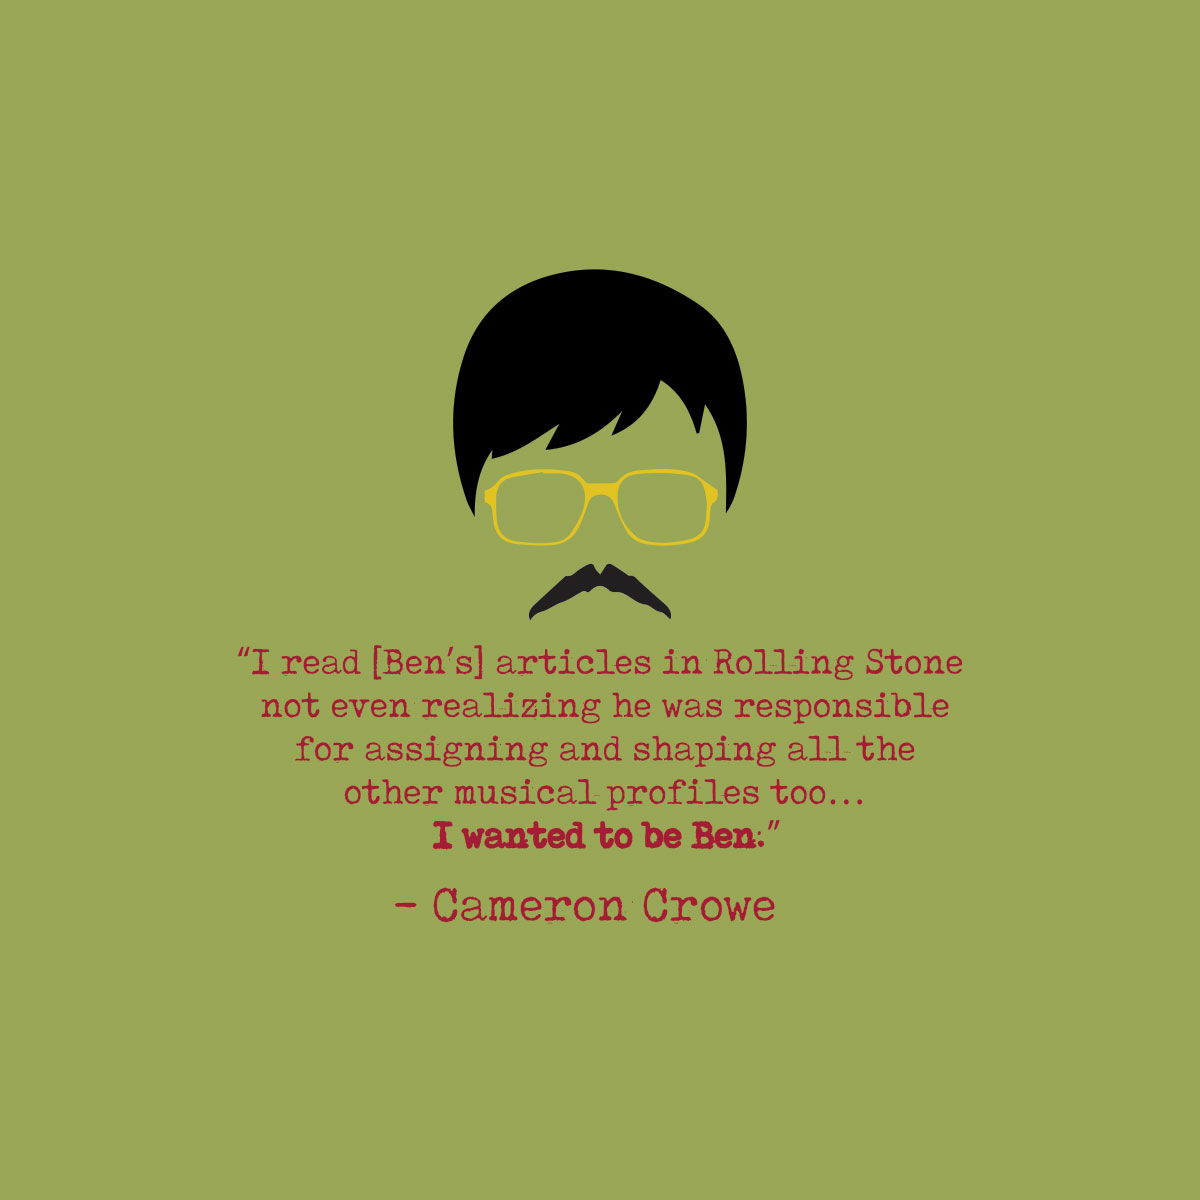 “I read [Ben’s] articles in Rolling Stone
not even realizing he was responsible
for assigning and shaping all the
other musical profiles too...
I wanted to be Ben.”
– Cameron Crowe